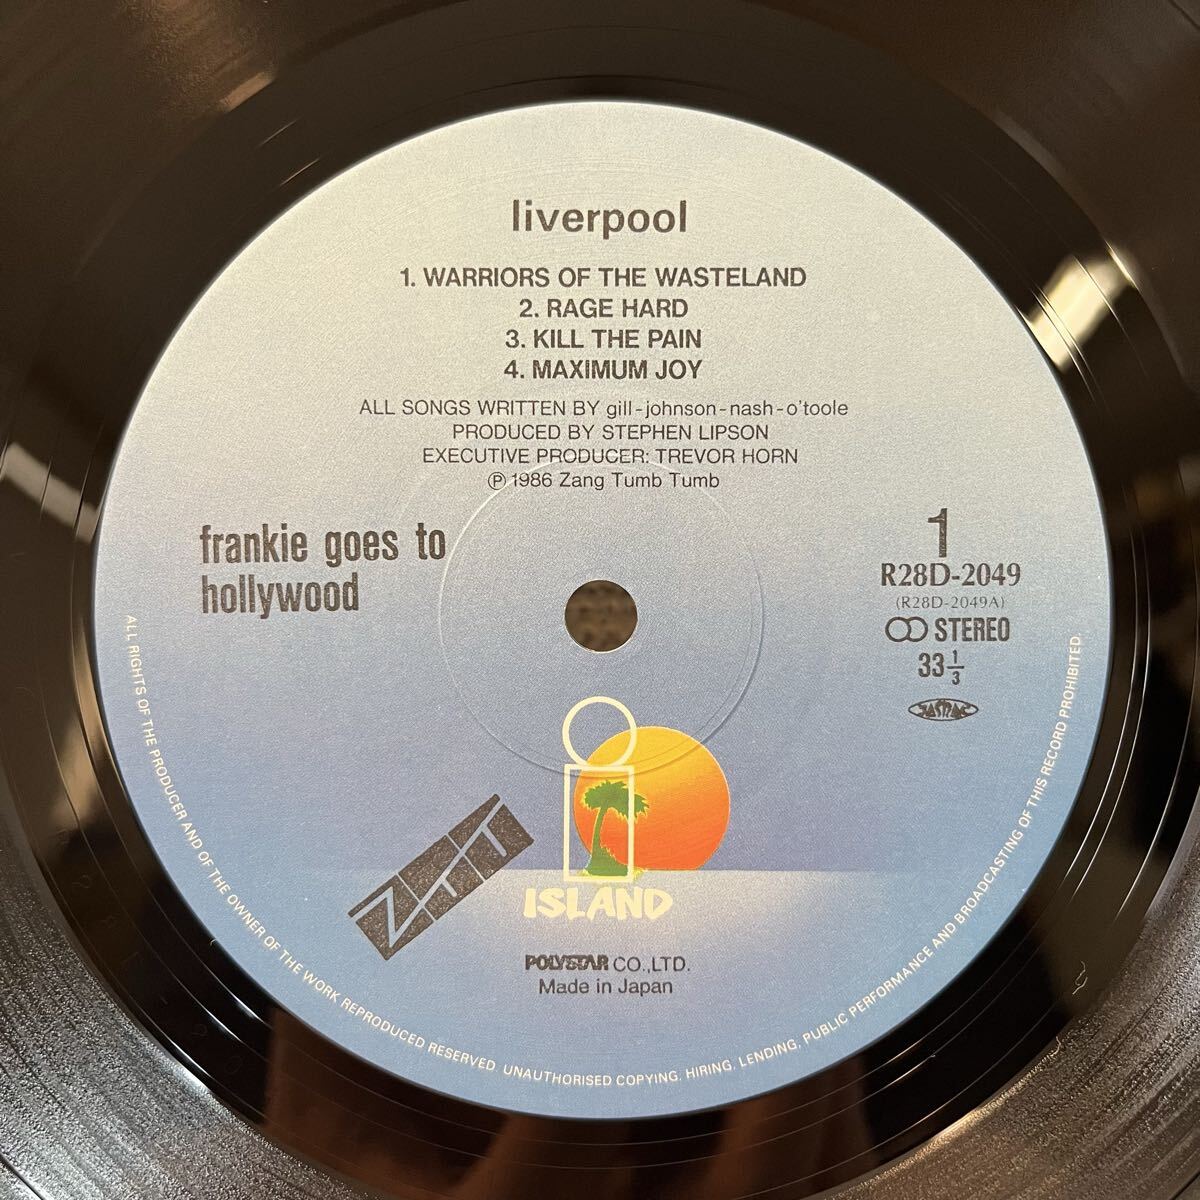 liverpool
1. WARRIORS OF THE WASTELAND
2. RAGE HARD
3. KILL THE PAIN
4. MAXIMUM JOY
ALL SONGS WRITTEN BY gill-johnson-nash-o'toole
PRODUCED BY STEPHEN LIPSON
EXECUTIVE PRODUCER: TREVOR HORN
Ⓟ 1986 Zang Tumb Tumb
frankie goes to
hollywood
1
R28D-2049
(R28D-2049A)
STEREO
33 1/3
JASRAC
ZTT
i
ISLAND
POLYSTAR CO.,LTD.
Made in Japan
ALL RIGHTS OF THE PRODUCER AND OF THE OWNER OF THE WORK REPRODUCED RESERVED. UNAUTHORISED COPYING, HIRING, LENDING, PUBLIC PERFORMANCE AND BROADCASTING OF THIS RECORD PROHIBITED.